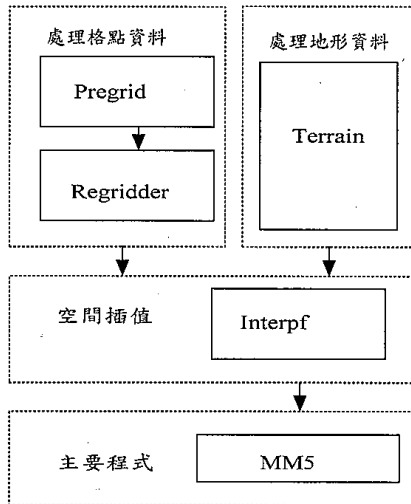 處理格點資料
Pregrid
Regridder
處理地形資料
Terrain
空間插值
Interpf
主要程式
MM5